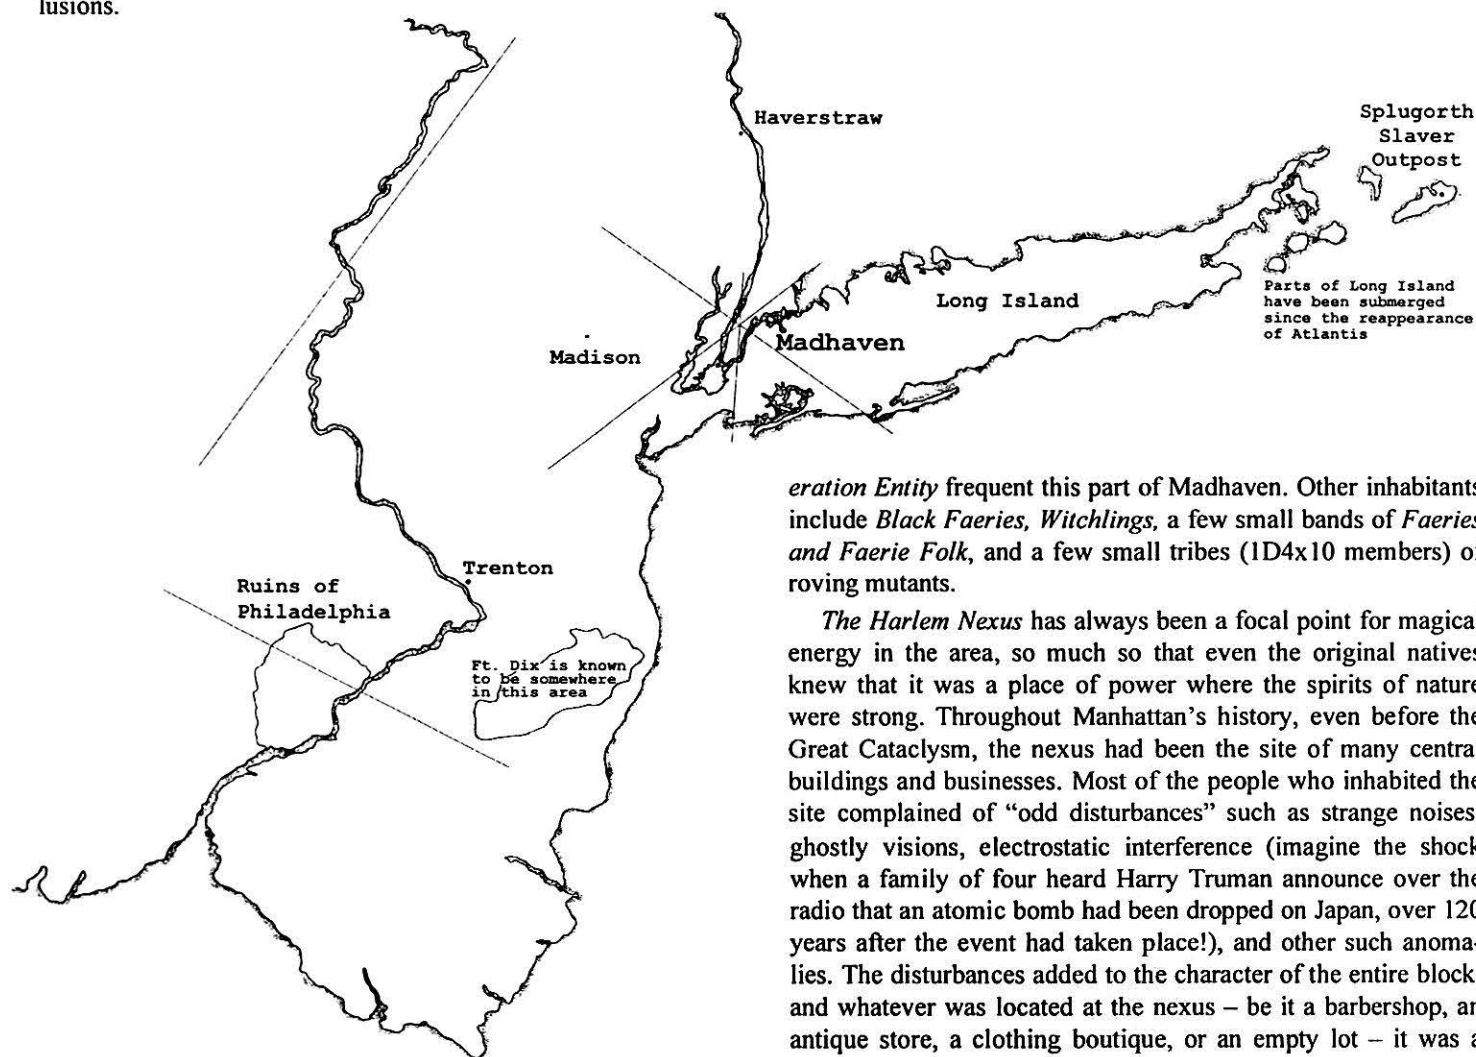 lusions.
Haverstraw
Splugorth
Slaver
Outpost
Parts of Long Island
have been submerged
since the reappearance
of Atlantis
Long Island
Madhaven
Madison
Trenton
Ruins of
Philadelphia
Ft. Dix is known
to be somewhere
in this area
eration Entity frequent this part of Madhaven. Other inhabitants
include Black Faeries, Witchlings, a few small bands of Faeries
and Faerie Folk, and a few small tribes (1D4x10 members) o
roving mutants.
The Harlem Nexus has always been a focal point for magica
energy in the area, so much so that even the original natives
knew that it was a place of power where the spirits of nature
were strong. Throughout Manhattan's history, even before the
Great Cataclysm, the nexus had been the site of many centra
buildings and businesses. Most of the people who inhabited the
site complained of "odd disturbances" such as strange noises
ghostly visions, electrostatic interference (imagine the shock
when a family of four heard Harry Truman announce over the
radio that an atomic bomb had been dropped on Japan, over 120
years after the event had taken place!), and other such anoma-
lies. The disturbances added to the character of the entire block
and whatever was located at the nexus – be it a barbershop, an
antique store, a clothing boutique, or an empty lot – it was a